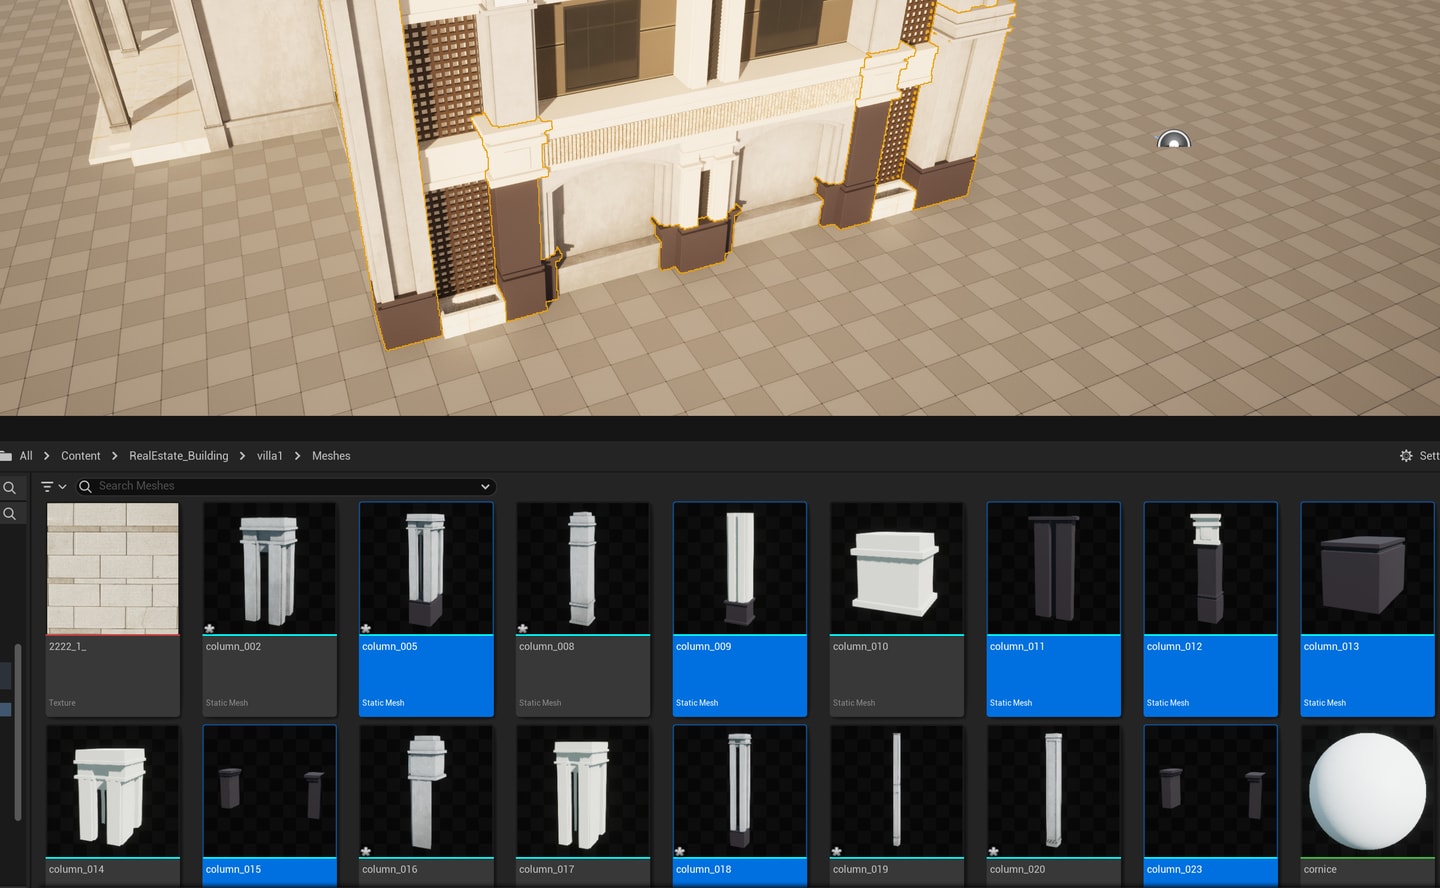 All > Content > RealEstate_Building > villa1 > Meshes
Sett
Search Meshes
2222_1_
column_002
column_005
column_008
column_009
column_010
column_011
column_012
column_013
Texture
Static Mesh
Static Mesh
Static Mesh
Static Mesh
Static Mesh
Static Mesh
Static Mesh
Static Mesh
column_014
column_015
column_016
column_017
column_018
column_019
column_020
column_023
cornice